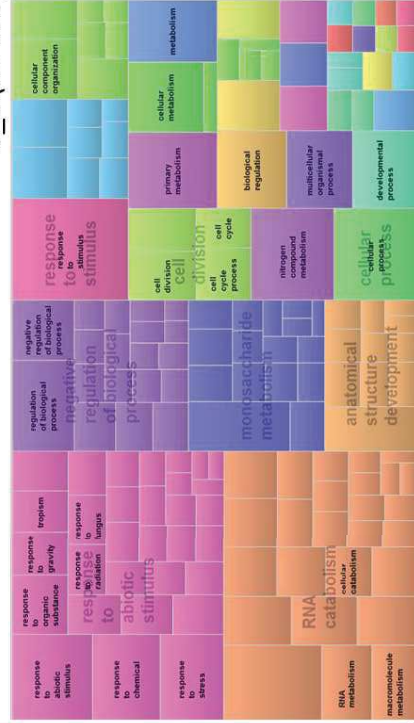 cellular
component
organization
metabolism
cellular
metabolism
primary
metabolism
biological
regulation
multicellular
organismal
process
developmental
process
response
to
stimulus
response
to
stimulus
cell
division
cell
cycle
process
cell
cycle
cell
division
nitrogen
compound
metabolism
cellular
process
cellular
process
regulation
of biological
process
negative
regulation
of biological
process
negative
regulation
of biological
process
monosaccharide
metabolism
anatomical
structure
development
response
to
abiotic
stimulus
response
to
organic
substance
response
to
gravity
tropism
response
to
chemical
response
to
radiation
response
to
fungus
response
to
stress
response
to
abiotic
stimulus
RNA
catabolism
cellular
catabolism
RNA
metabolism
macromolecule
metabolism